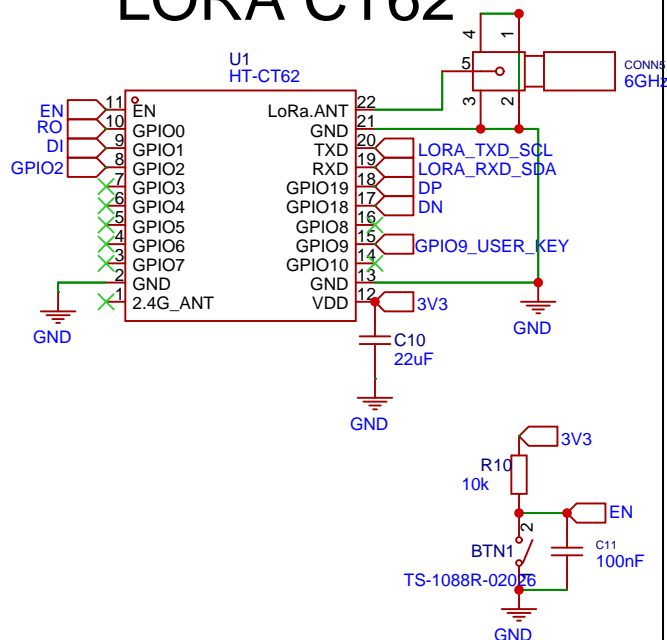 LORA CT62
U1
HT-CT62
EN
RO
DI
GPIO2
11 EN
10 GPIO0
9 GPIO1
8 GPIO2
7 GPIO3
6 GPIO4
5 GPIO5
4 GPIO6
3 GPIO7
2 GND
1 2.4G_ANT
LoRa.ANT 22
GND 21
TXD 20 LORA_TXD_SCL
RXD 19 LORA_RXD_SDA
GPIO19 18 DP
GPIO18 17 DN
GPIO8 16
GPIO9 15 GPIO9_USER_KEY
GPIO10 14
GND 13
VDD 12 3V3
GND
4 1
5
3 2
CONN5
6GHz
GND
C10
22uF
GND
3V3
R10
10k
EN
2
BTN1
TS-1088R-02026
C11
100nF
GND